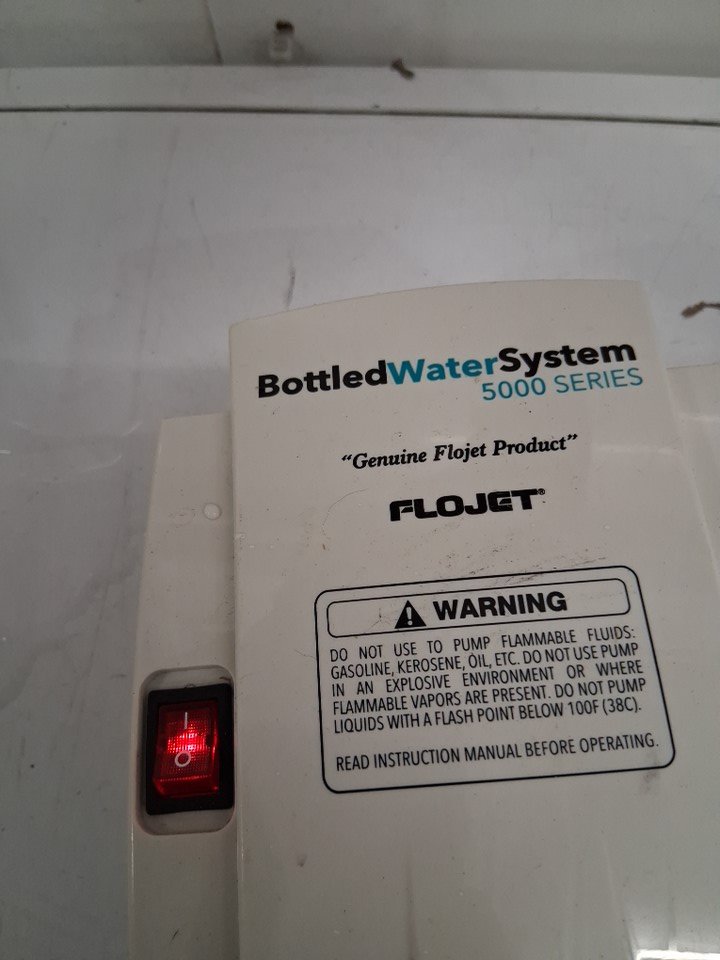 BottledWaterSystem
5000 SERIES
“Genuine Flojet Product”
FLOJET®
WARNING
DO NOT USE TO PUMP FLAMMABLE FLUIDS:
GASOLINE, KEROSENE, OIL, ETC. DO NOT USE PUMP
IN AN EXPLOSIVE ENVIRONMENT OR WHERE
FLAMMABLE VAPORS ARE PRESENT. DO NOT PUMP
LIQUIDS WITH A FLASH POINT BELOW 100F (38C).
READ INSTRUCTION MANUAL BEFORE OPERATING.